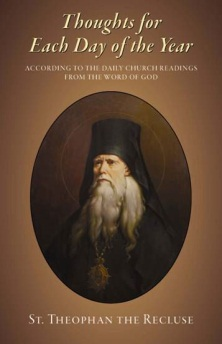 Thoughts for
Each Day of the Year
ACCORDING TO THE DAILY CHURCH READINGS
FROM THE WORD OF GOD
ST. THEOPHAN THE RECLUSE